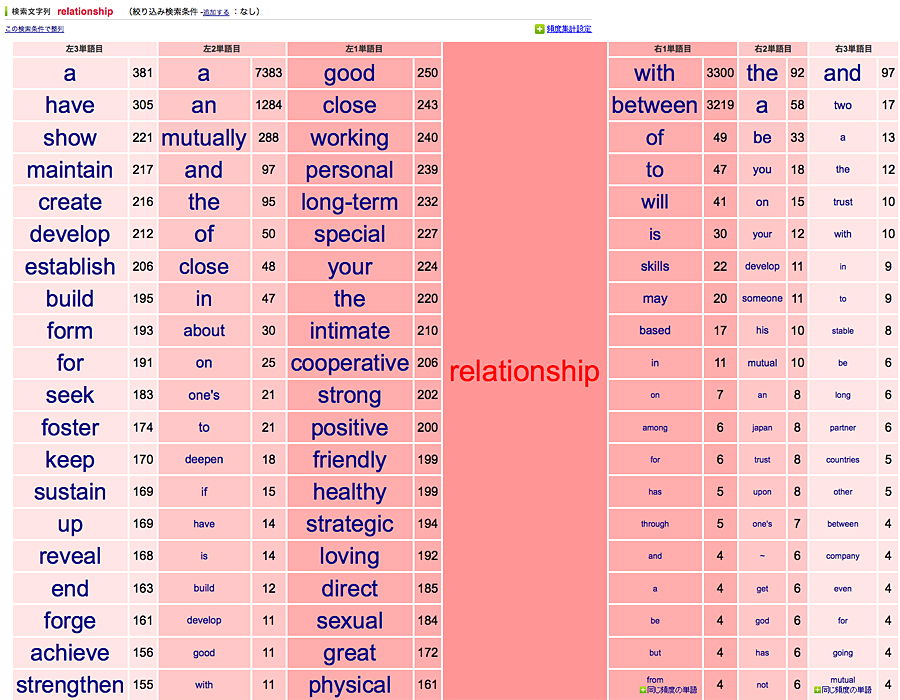 検索文字列 relationship (絞り込み検索条件 -追加する : なし)
この検索条件で整列 頻度集計設定
左3単語目 左2単語目 左1単語目 右1単語目 右2単語目 右3単語目
a 381 a 7383 good 250 with 3300 the 92 and 97
have 305 an 1284 close 243 between 3219 a 58 two 17
show 221 mutually 288 working 240 of 49 be 33 a 13
maintain 217 and 97 personal 239 to 47 you 18 the 12
create 216 the 95 long-term 232 will 41 on 15 trust 10
develop 212 of 50 special 227 is 30 your 12 with 10
establish 206 close 48 your 224 skills 22 develop 11 in 9
build 195 in 47 the 220 may 20 someone 11 to 9
form 193 about 30 intimate 210 based 17 his 10 stable 8
for 191 on 25 cooperative 206 relationship in 11 mutual 10 be 6
seek 183 one's 21 strong 202 on 7 an 8 long 6
foster 174 to 21 positive 200 among 6 japan 8 partner 6
keep 170 deepen 18 friendly 199 for 6 trust 8 countries 5
sustain 169 if 15 healthy 199 has 5 upon 8 other 5
up 169 have 14 strategic 194 through 5 one's 7 between 4
reveal 168 is 14 loving 192 and 4 ~ 6 company 4
end 163 build 12 direct 185 a 4 get 6 even 4
forge 161 develop 11 sexual 184 be 4 god 6 for 4
achieve 156 good 11 great 172 but 4 has 6 going 4
strengthen 155 with 11 physical 161 from 同じ頻度の単語 4 not 6 mutual 同じ頻度の単語 4